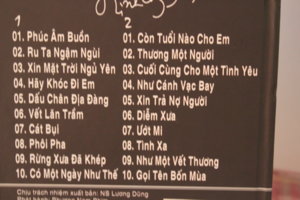 1
01. Phúc Âm Buồn
02. Ru Ta Ngậm Ngùi
03. Xin Mặt Trời Ngủ Yên
04. Hãy Khóc Đi Em
05. Dấu Chân Địa Đàng
06. Vết Lăn Trầm
07. Cát Bụi
08. Phôi Pha
09. Rừng Xưa Đã Khép
10. Có Một Ngày Như Thế
2
01. Còn Tuổi Nào Cho Em
02. Thương Một Người
03. Cuối Cùng Cho Một Tình Yêu
04. Như Cánh Vạc Bay
05. Xin Trả Nợ Người
06. Diễm Xưa
07. Ướt Mi
08. Tình Xa
09. Như Một Vết Thương
10. Gọi Tên Bốn Mùa
Chịu trách nhiệm xuất bản: NS Lương Dũng